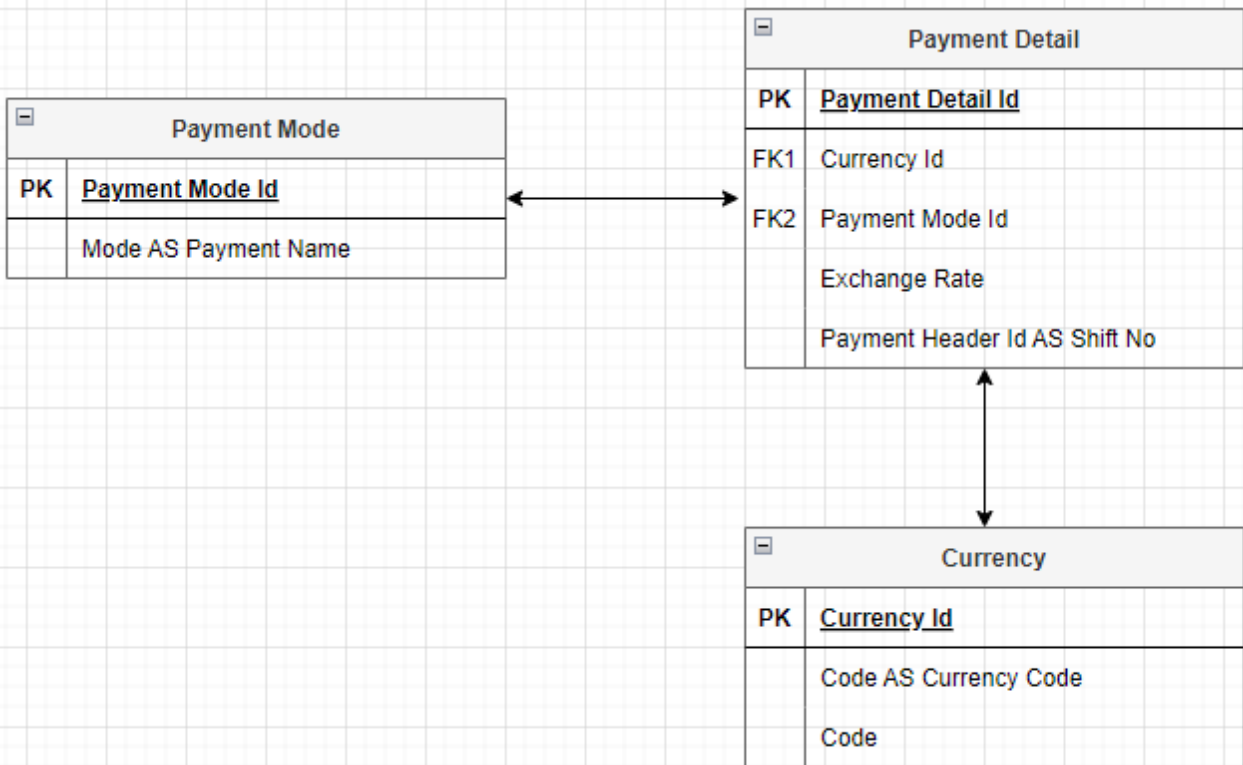 Payment Mode
PK Payment Mode Id
Mode AS Payment Name
Payment Detail
PK Payment Detail Id
FK1 Currency Id
FK2 Payment Mode Id
Exchange Rate
Payment Header Id AS Shift No
Currency
PK Currency Id
Code AS Currency Code
Code